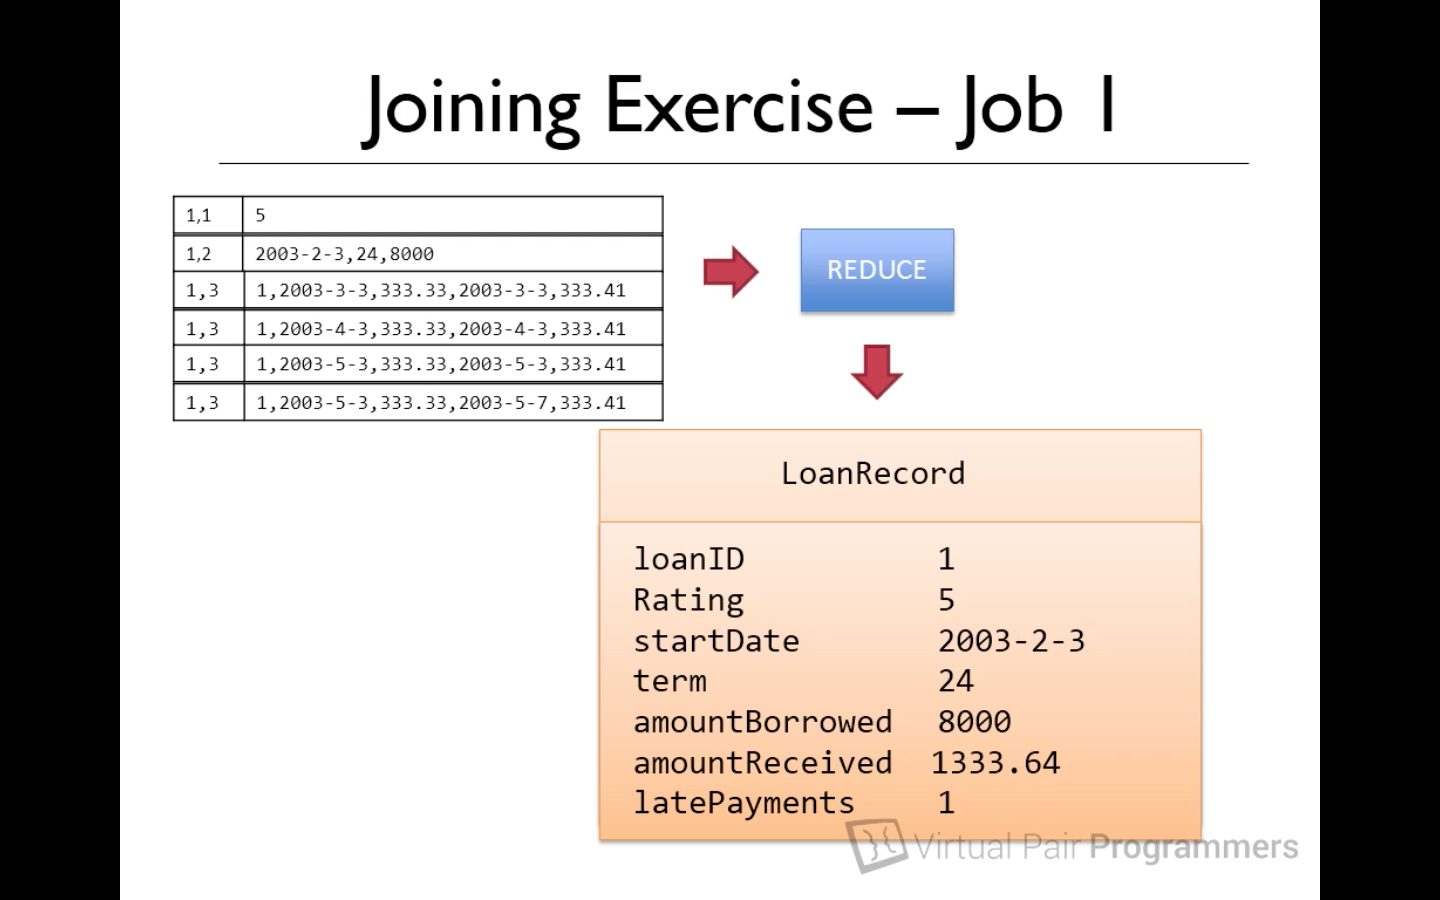 Joining Exercise – Job 1
1,1 5
1,2 2003-2-3,24,8000
1,3 1,2003-3-3,333.33,2003-3-3,333.41
1,3 1,2003-4-3,333.33,2003-4-3,333.41
1,3 1,2003-5-3,333.33,2003-5-3,333.41
1,3 1,2003-5-3,333.33,2003-5-7,333.41
REDUCE
LoanRecord
loanID 1
Rating 5
startDate 2003-2-3
term 24
amountBorrowed 8000
amountReceived 1333.64
latePayments 1
Virtual Pair Programmers